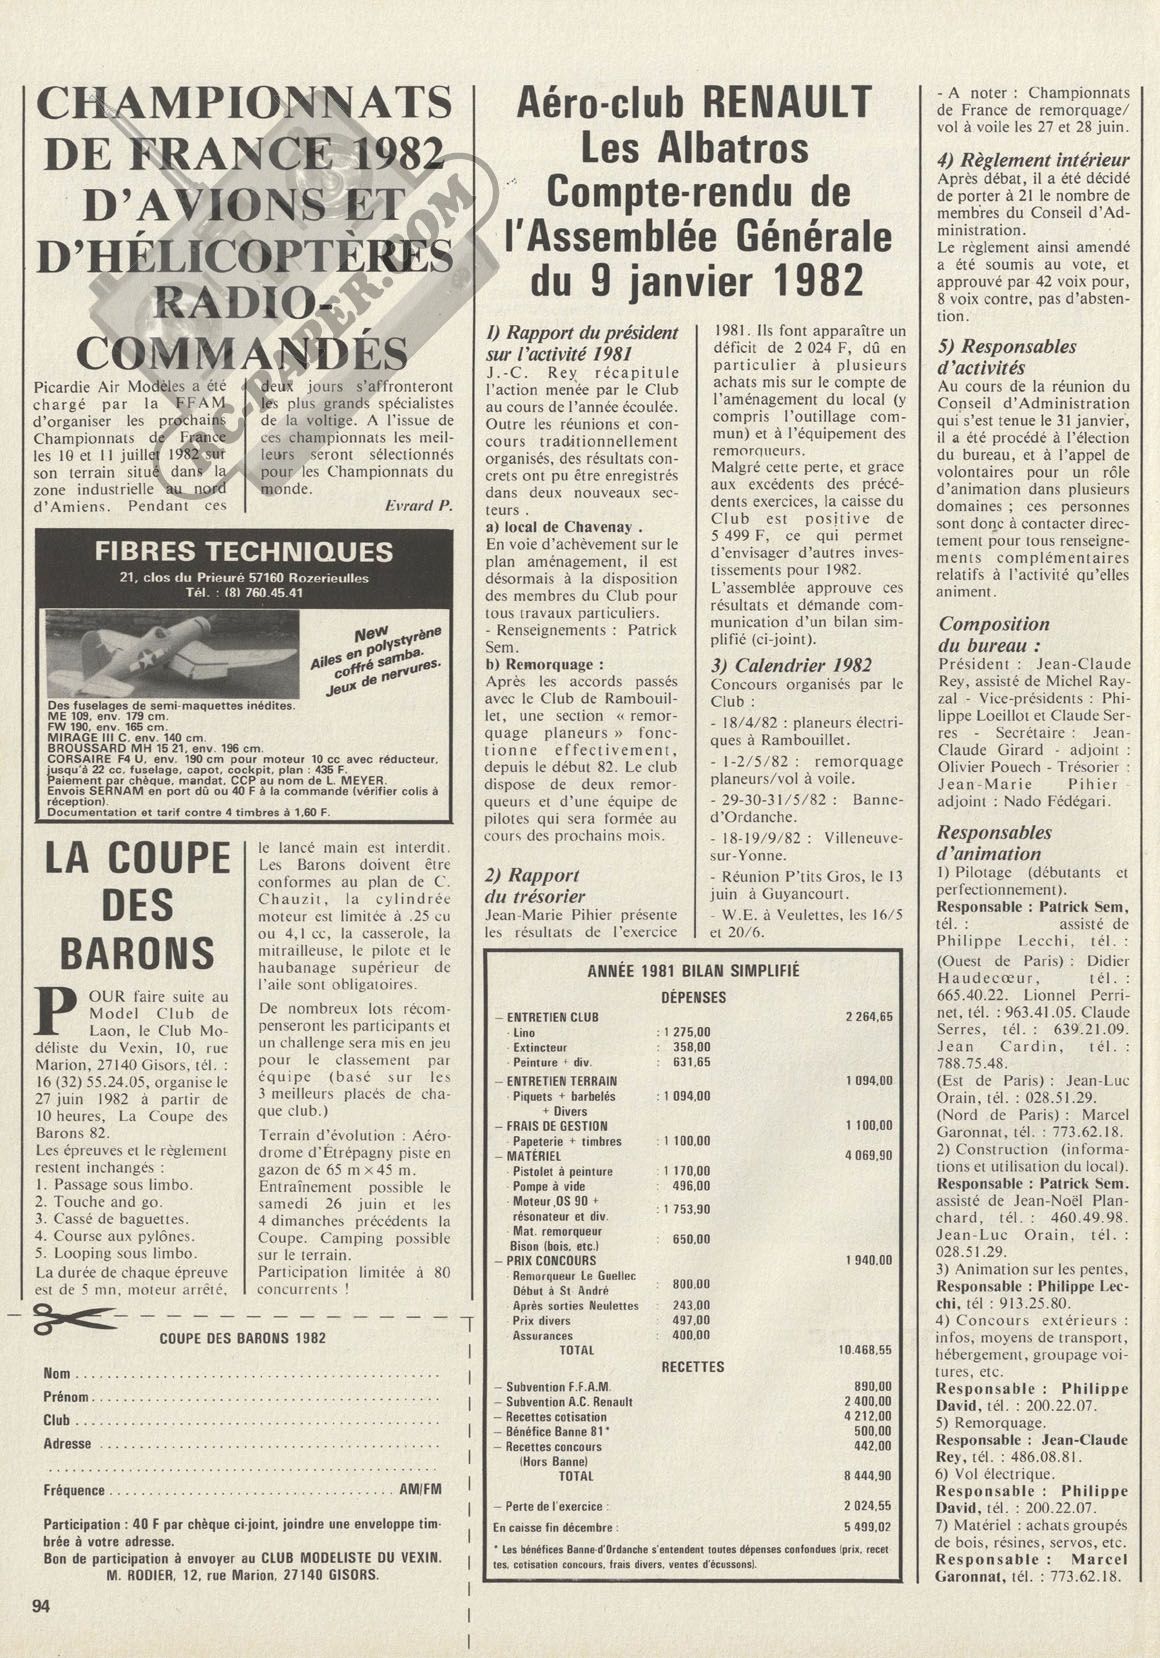 CHAMPIONNATS
DE FRANCE 1982
D'AVIONS ET
D'HÉLICOPTÈRES
RADIO-
COMMANDÉS
Picardie Air Modèles a été
chargé par la FFAM
d'organiser les prochains
Championnats de France
les 10 et 11 juillet 1982 sur
son terrain situé dans la
zone industrielle au nord
d'Amiens. Pendant ces
deux jours s'affronteront
les plus grands spécialistes
de la voltige. A l'issue de
ces championnats les meil-
leurs seront sélectionnés
pour les Championnats du
monde.
Evrard P.
RC-PAPER.COM
FIBRES TECHNIQUES
21, clos du Prieuré 57160 Rozerieulles
Tél. : (8) 760.45.41
New
Ailes en polystyrène
coffré samba.
Jeux de nervures.
Des fuselages de semi-maquettes inédites.
ME 109, env. 179 cm.
FW 190, env. 165 cm.
MIRAGE III C, env. 140 cm.
BROUSSARD MH 15 21, env. 196 cm.
CORSAIRE F4 U, env. 190 cm pour moteur 10 cc avec réducteur,
jusqu'à 22 cc, fuselage, capot, cockpit, plan : 435 F.
Paiement par chèque, mandat, CCP au nom de L. MEYER.
Envois SERNAM en port dû ou 40 F à la commande (vérifier colis à
réception).
Documentation et tarif contre 4 timbres à 1,60 F.
LA COUPE
DES
BARONS
POUR faire suite au
Model Club de
Laon, le Club Mo-
déliste du Vexin, 10, rue
Marion, 27140 Gisors, tél. :
16 (32) 55.24.05, organise le
27 juin 1982 à partir de
10 heures, La Coupe des
Barons 82.
Les épreuves et le règlement
restent inchangés :
1. Passage sous limbo.
2. Touche and go.
3. Cassé de baguettes.
4. Course aux pylônes.
5. Looping sous limbo.
La durée de chaque épreuve
est de 5 mn, moteur arrêté,
le lancé main est interdit.
Les Barons doivent être
conformes au plan de C.
Chauzit, la cylindrée
moteur est limitée à .25 cu
ou 4,1 cc, la casserole, la
mitrailleuse, le pilote et le
haubanage supérieur de
l'aile sont obligatoires.
De nombreux lots récom-
penseront les participants et
un challenge sera mis en jeu
pour le classement par
équipe (basé sur les
3 meilleurs placés de cha-
que club.)
Terrain d'évolution : Aéro-
drome d'Étrépagny piste en
gazon de 65 m × 45 m.
Entraînement possible le
samedi 26 juin et les
4 dimanches précédents la
Coupe. Camping possible
sur le terrain.
Participation limitée à 80
concurrents !
COUPE DES BARONS 1982
Nom
Prénom
Club
Adresse
Fréquence AM/FM
Participation : 40 F par chèque ci-joint, joindre une enveloppe tim-
brée à votre adresse.
Bon de participation à envoyer au CLUB MODELISTE DU VEXIN.
M. RODIER, 12, rue Marion, 27140 GISORS.
94
Aéro-club RENAULT
Les Albatros
Compte-rendu de
l'Assemblée Générale
du 9 janvier 1982
1) Rapport du président
sur l'activité 1981
J.-C. Rey récapitule
l'action menée par le Club
au cours de l'année écoulée.
Outre les réunions et con-
cours traditionnellement
organisés, des résultats con-
crets ont pu être enregistrés
dans deux nouveaux sec-
teurs .
a) local de Chavenay .
En voie d'achèvement sur le
plan aménagement, il est
désormais à la disposition
des membres du Club pour
tous travaux particuliers.
- Renseignements : Patrick
Sem.
b) Remorquage :
Après les accords passés
avec le Club de Rambouil-
let, une section « remor-
quage planeurs » fonc-
tionne effectivement,
depuis le début 82. Le club
dispose de deux remor-
queurs et d'une équipe de
pilotes qui sera formée au
cours des prochains mois.
2) Rapport
du trésorier
Jean-Marie Pihier présente
les résultats de l'exercice
1981. Ils font apparaître un
déficit de 2 024 F, dû en
particulier à plusieurs
achats mis sur le compte de
l'aménagement du local (y
compris l'outillage com-
mun) et à l'équipement des
remorqueurs.
Malgré cette perte, et grâce
aux excédents des précé-
dents exercices, la caisse du
Club est positive de
5 499 F, ce qui permet
d'envisager d'autres inves-
tissements pour 1982.
L'assemblée approuve ces
résultats et démande com-
munication d'un bilan sim-
plifié (ci-joint).
3) Calendrier 1982
Concours organisés par le
Club :
- 18/4/82 : planeurs électri-
ques à Rambouillet.
- 1-2/5/82 : remorquage
planeurs/vol à voile.
- 29-30-31/5/82 : Banne-
d'Ordanche.
- 18-19/9/82 : Villeneuve-
sur-Yonne.
- Réunion P'tits Gros, le 13
juin à Guyancourt.
- W.E. à Veulettes, les 16/5
et 20/6.
ANNÉE 1981 BILAN SIMPLIFIÉ
DÉPENSES
– ENTRETIEN CLUB 2 264,65
· Lino : 1 275,00
· Extincteur : 358,00
· Peinture + div. : 631,65
– ENTRETIEN TERRAIN 1 094,00
· Piquets + barbelés : 1 094,00
+ Divers
– FRAIS DE GESTION 1 100,00
· Papeterie + timbres : 1 100,00
– MATÉRIEL 4 069,90
· Pistolet à peinture : 1 170,00
· Pompe à vide : 496,00
· Moteur OS 90 +
résonateur et div. : 1 753,90
· Mat. remorqueur
Bison (bois, etc.) : 650,00
– PRIX CONCOURS 1 940,00
· Remorqueur Le Guellec
Début à St André : 800,00
· Après sorties Neulettes : 243,00
· Prix divers : 497,00
· Assurances : 400,00
TOTAL 10.468,55
RECETTES
– Subvention F.F.A.M. 890,00
– Subvention A.C. Renault 2 400,00
– Recettes cotisation 4 212,00
– Bénéfice Banne 81* 500,00
– Recettes concours 442,00
(Hors Banne)
TOTAL 8 444,90
– Perte de l'exercice : 2 024,55
En caisse fin décembre : 5 499,02
* Les bénéfices Banne-d'Ordanche s'entendent toutes dépenses confondues (prix, recet
tes, cotisation concours, frais divers, ventes d'écussons).
- A noter : Championnats
de France de remorquage/
vol à voile les 27 et 28 juin.
4) Règlement intérieur
Après débat, il a été décidé
de porter à 21 le nombre de
membres du Conseil d'Ad-
ministration.
Le règlement ainsi amendé
a été soumis au vote, et
approuvé par 42 voix pour,
8 voix contre, pas d'absten-
tion.
5) Responsables
d'activités
Au cours de la réunion du
Conseil d'Administration
qui s'est tenue le 31 janvier,
il a été procédé à l'élection
du bureau, et à l'appel de
volontaires pour un rôle
d'animation dans plusieurs
domaines ; ces personnes
sont donc à contacter direc-
tement pour tous renseigne-
ments complémentaires
relatifs à l'activité qu'elles
animent.
Composition
du bureau :
Président : Jean-Claude
Rey, assisté de Michel Ray-
zal - Vice-présidents : Phi-
lippe Loeillot et Claude Ser-
res - Secrétaire : Jean-
Claude Girard - adjoint :
Olivier Pouech - Trésorier :
Jean-Marie Pihier -
adjoint : Nado Fédégari.
Responsables
d'animation
1) Pilotage (débutants et
perfectionnement).
Responsable : Patrick Sem,
tél. : assisté de
Philippe Lecchi, tél. :
(Ouest de Paris) : Didier
Haudecœur, tél. :
665.40.22. Lionnel Perri-
net, tél. : 963.41.05. Claude
Serres, tél. : 639.21.09.
Jean Cardin, tél. :
788.75.48.
(Est de Paris) : Jean-Luc
Orain, tél. : 028.51.29.
(Nord de Paris) : Marcel
Garonnat, tél. : 773.62.18.
2) Construction (informa-
tions et utilisation du local).
Responsable : Patrick Sem.
assisté de Jean-Noël Plan-
chard, tél. : 460.49.98.
Jean-Luc Orain, tél. :
028.51.29.
3) Animation sur les pentes,
Responsable : Philippe Lec-
chi, tél : 913.25.80.
4) Concours extérieurs :
infos, moyens de transport,
hébergement, groupage voi-
tures, etc.
Responsable : Philippe
David, tél. : 200.22.07.
5) Remorquage.
Responsable : Jean-Claude
Rey, tél. : 486.08.81.
6) Vol électrique.
Responsable : Philippe
David, tél. : 200.22.07.
7) Matériel : achats groupés
de bois, résines, servos, etc.
Responsable : Marcel
Garonnat, tél. : 773.62.18.